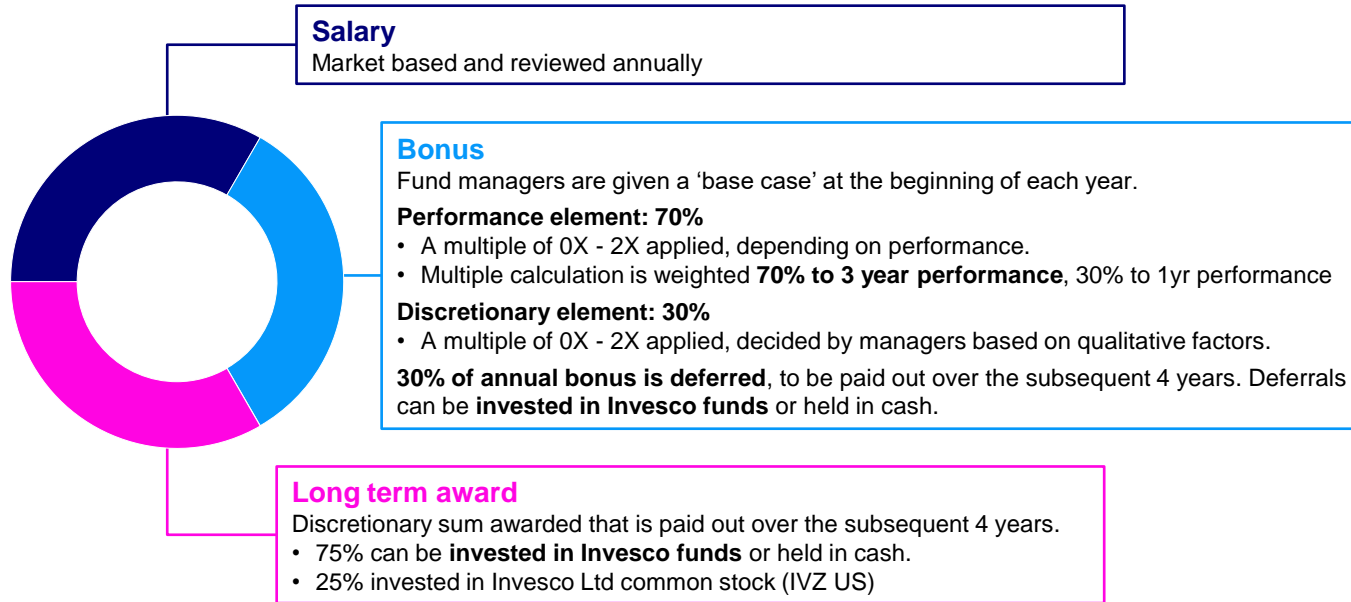 Salary
Market based and reviewed annually
Bonus
Fund managers are given a ‘base case’ at the beginning of each year.
Performance element: 70%
• A multiple of 0X - 2X applied, depending on performance.
• Multiple calculation is weighted 70% to 3 year performance, 30% to 1yr performance
Discretionary element: 30%
• A multiple of 0X - 2X applied, decided by managers based on qualitative factors.
30% of annual bonus is deferred, to be paid out over the subsequent 4 years. Deferrals
can be invested in Invesco funds or held in cash.
Long term award
Discretionary sum awarded that is paid out over the subsequent 4 years.
• 75% can be invested in Invesco funds or held in cash.
• 25% invested in Invesco Ltd common stock (IVZ US)